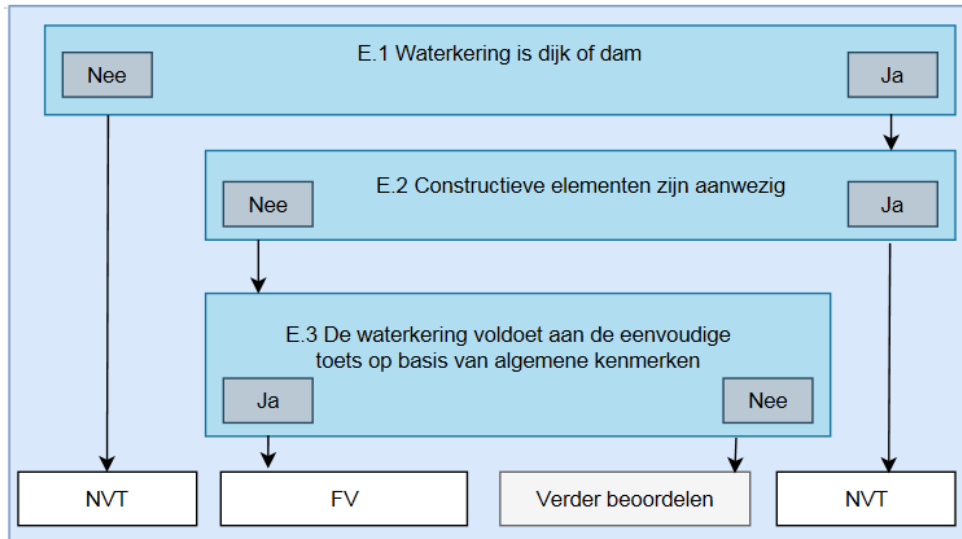 E.1 Waterkering is dijk of dam
Nee
Ja
E.2 Constructieve elementen zijn aanwezig
Nee
Ja
E.3 De waterkering voldoet aan de eenvoudige
toets op basis van algemene kenmerken
Ja
Nee
NVT
FV
Verder beoordelen
NVT